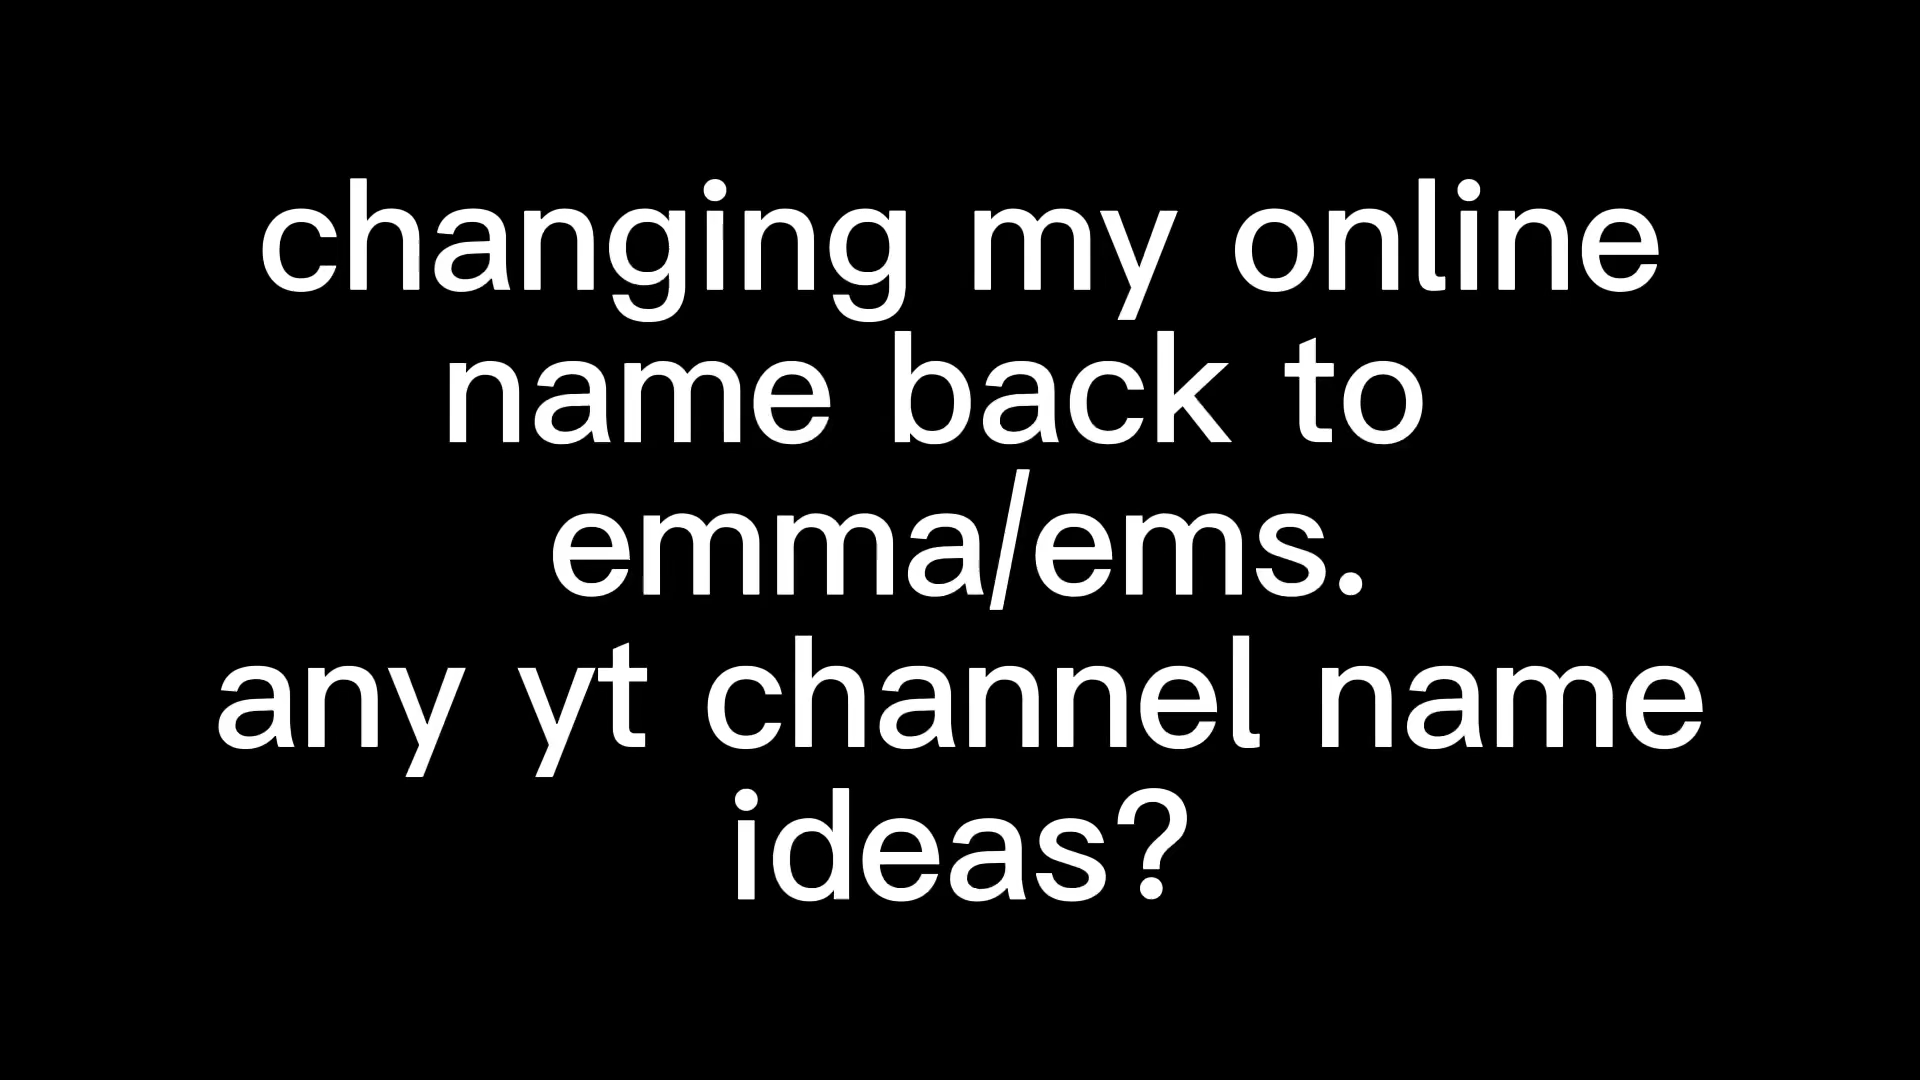 changing my online
name back to
emma/ems.
any yt channel name
ideas?